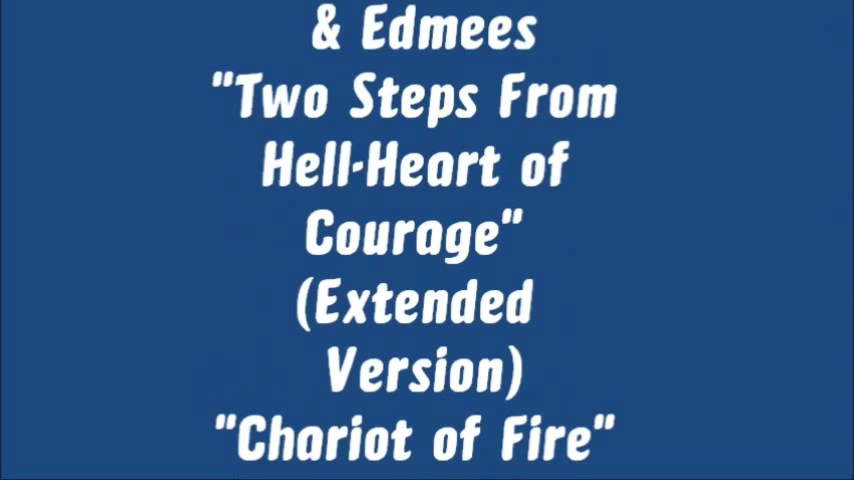 & Edmees
"Two Steps From
Hell-Heart of
Courage"
(Extended
Version)
"Chariot of Fire"